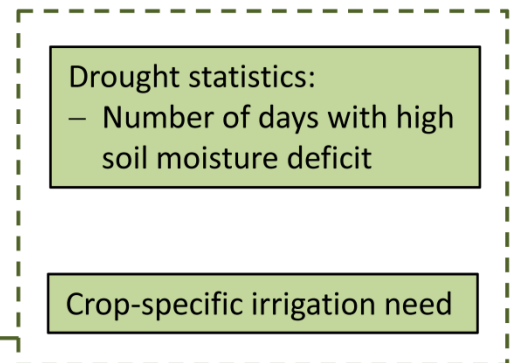 Drought statistics:
– Number of days with high
soil moisture deficit
Crop-specific irrigation need